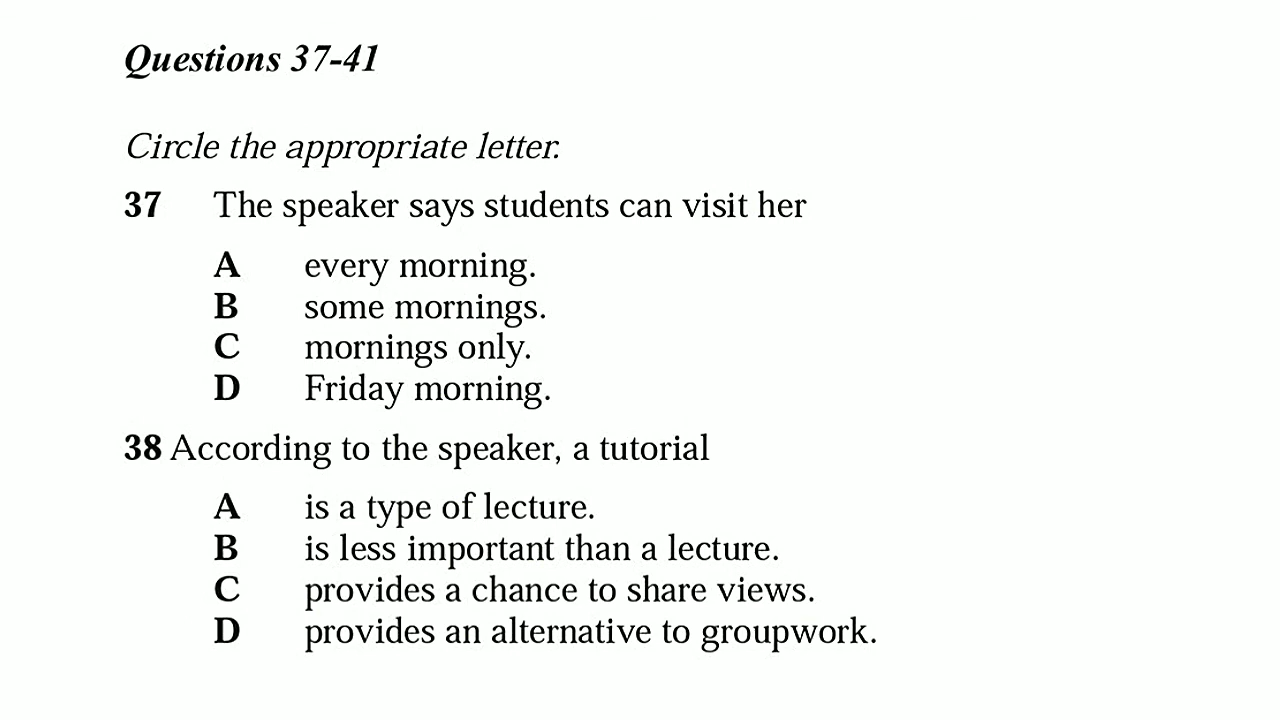 Questions 37-41
Circle the appropriate letter.
37 The speaker says students can visit her
A every morning.
B some mornings.
C mornings only.
D Friday morning.
38 According to the speaker, a tutorial
A is a type of lecture.
B is less important than a lecture.
C provides a chance to share views.
D provides an alternative to groupwork.